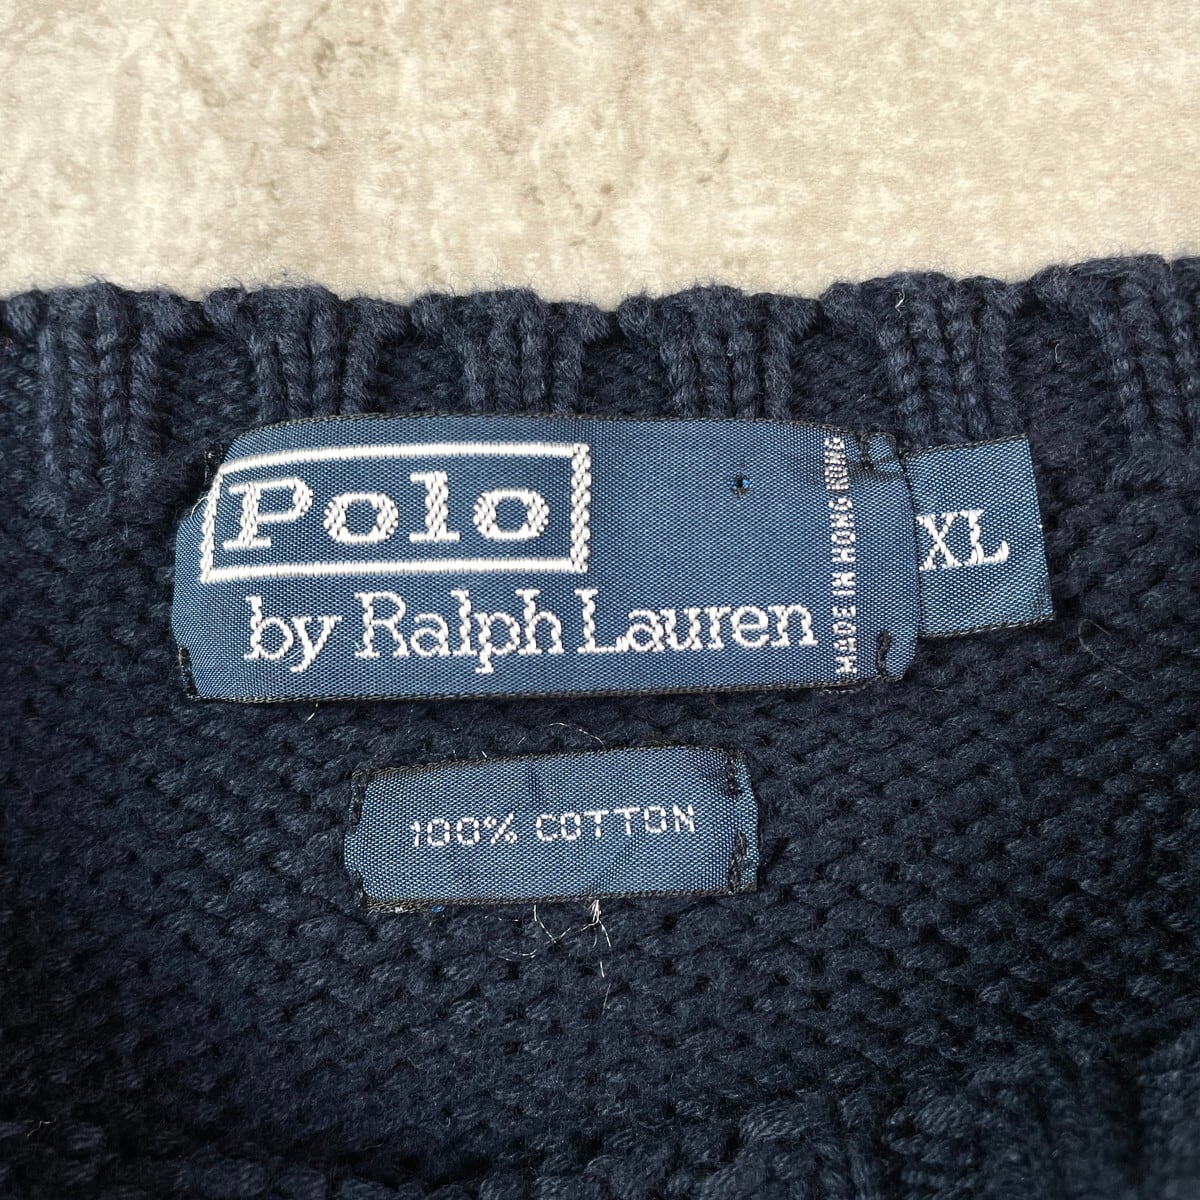 Polo
by Ralph Lauren
MADE IN HONG KONG
XL
100% COTTON